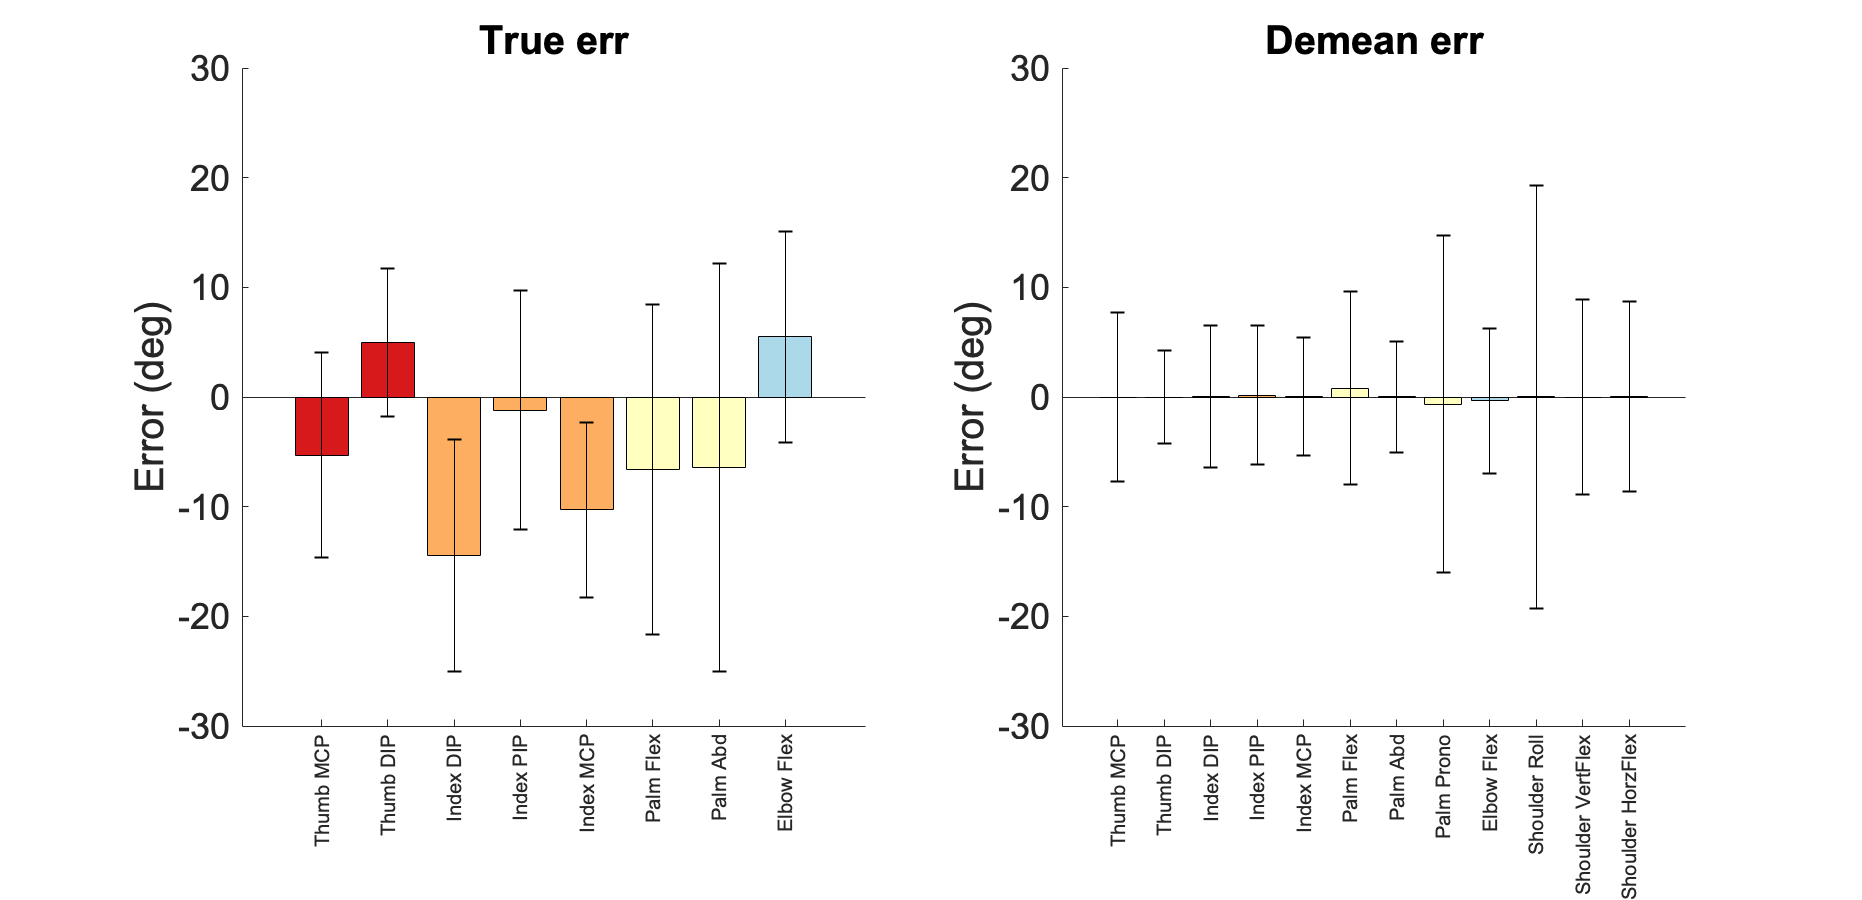 True err
30
20
10
0
-10
-20
-30
Error (deg)
Thumb MCP
Thumb DIP
Index DIP
Index PIP
Index MCP
Palm Flex
Palm Abd
Elbow Flex
Demean err
30
20
10
0
-10
-20
-30
Error (deg)
Thumb MCP
Thumb DIP
Index DIP
Index PIP
Index MCP
Palm Flex
Palm Abd
Palm Prono
Elbow Flex
Shoulder Roll
Shoulder VertFlex
Shoulder HorzFlex